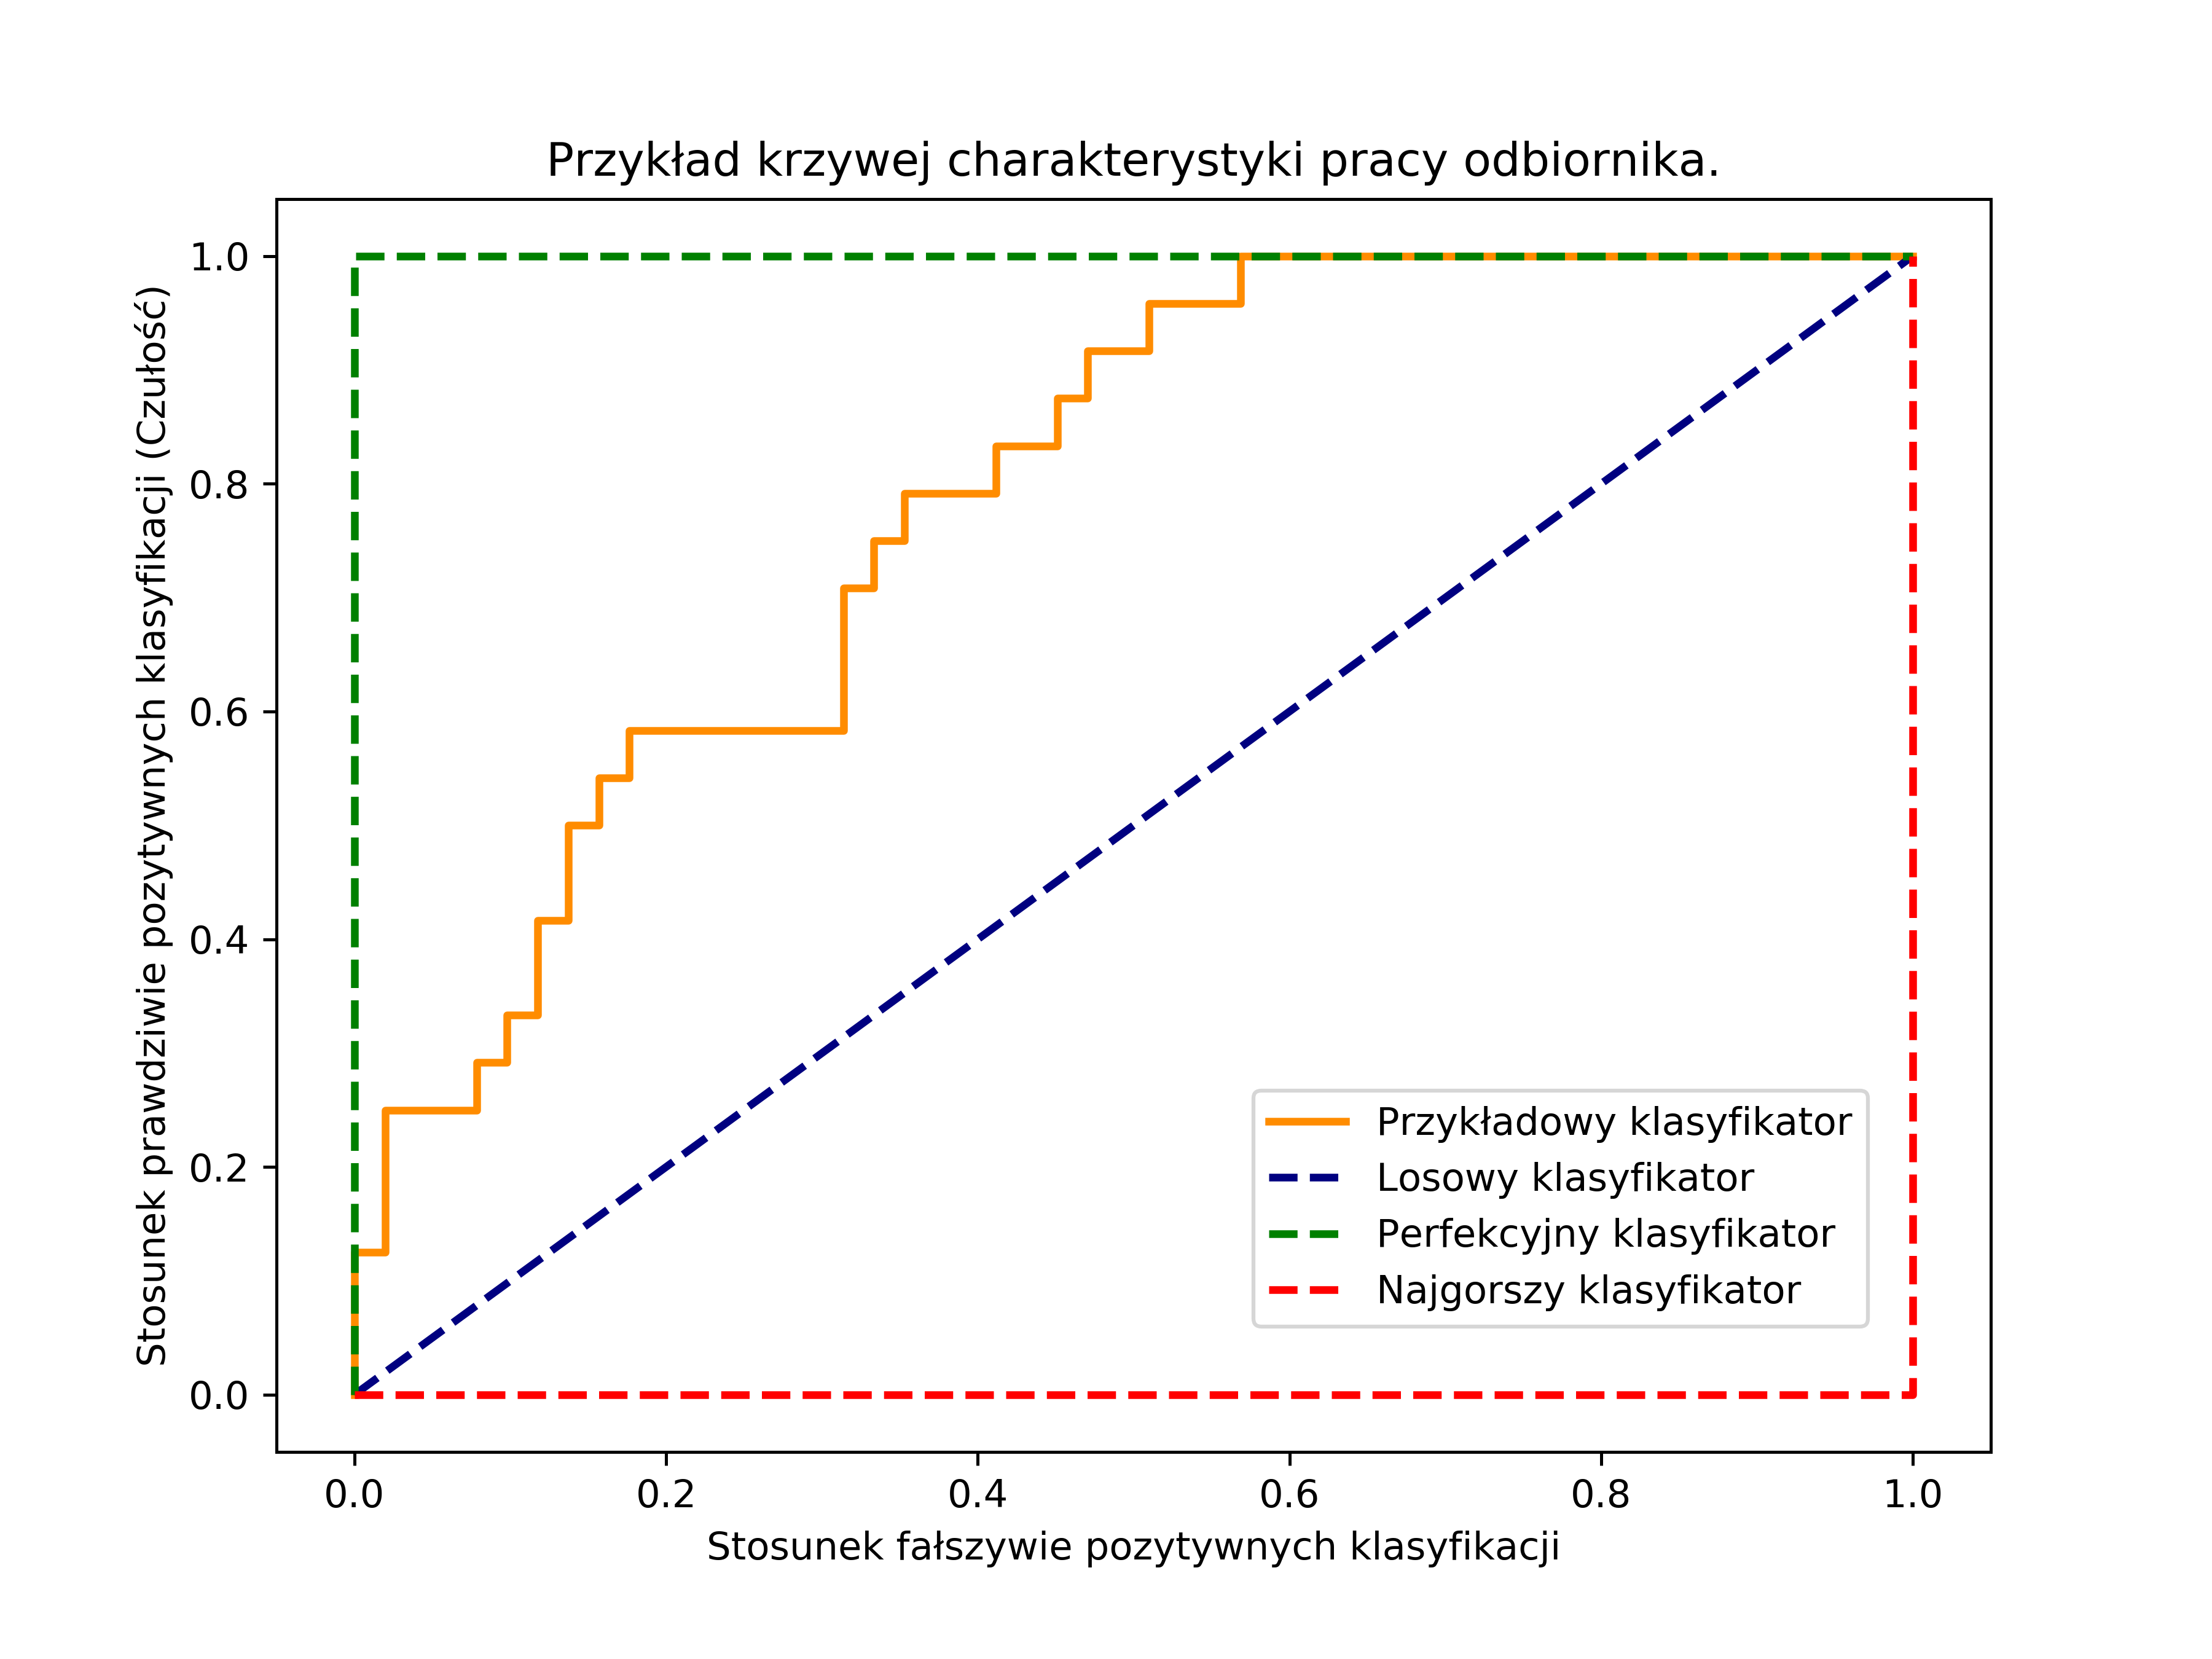 Przykład krzywej charakterystyki pracy odbiornika.
Stosunek prawdziwie pozytywnych klasyfikacji (Czułość)
1.0
0.8
0.6
0.4
0.2
0.0
Przykładowy klasyfikator
Losowy klasyfikator
Perfekcyjny klasyfikator
Najgorszy klasyfikator
0.0 0.2 0.4 0.6 0.8 1.0
Stosunek fałszywie pozytywnych klasyfikacji